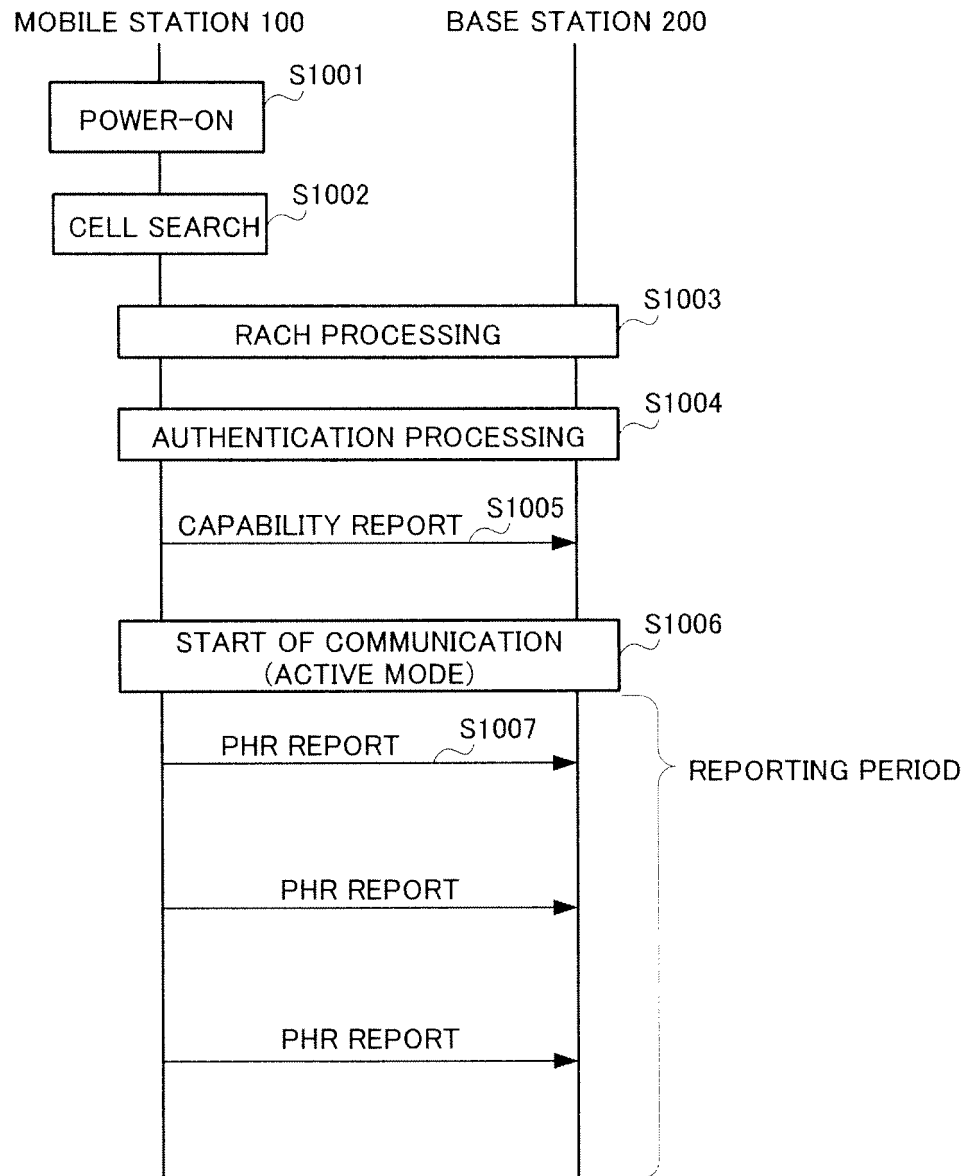 MOBILE STATION 100
BASE STATION 200
S1001
POWER-ON
S1002
CELL SEARCH
S1003
RACH PROCESSING
S1004
AUTHENTICATION PROCESSING
S1005
CAPABILITY REPORT
S1006
START OF COMMUNICATION
(ACTIVE MODE)
S1007
PHR REPORT
REPORTING PERIOD
PHR REPORT
PHR REPORT